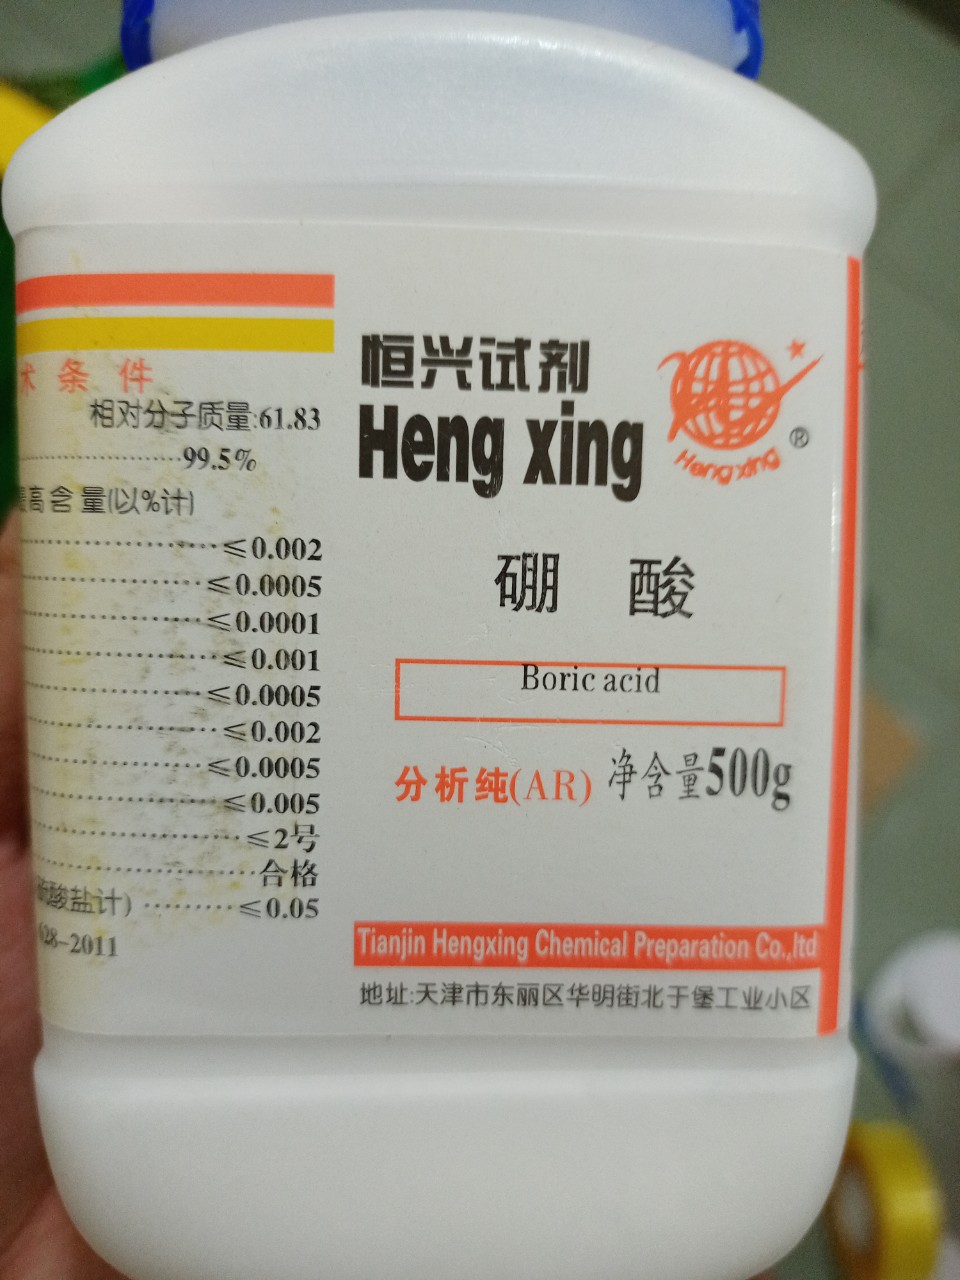 术 条 件
相对分子质量:61.83
99.5%
最高含量(以%计)
≤0.002
≤0.0005
≤0.0001
≤0.001
≤0.0005
≤0.002
≤0.0005
≤0.005
≤2号
合格
硫酸盐计) ≤0.05
628-2011
恒兴试剂
Heng xing
Heng xing
®
硼 酸
Boric acid
分析纯(AR) 净含量500g
Tianjin Hengxing Chemical Preparation Co.,ltd
地址:天津市东丽区华明街北于堡工业小区